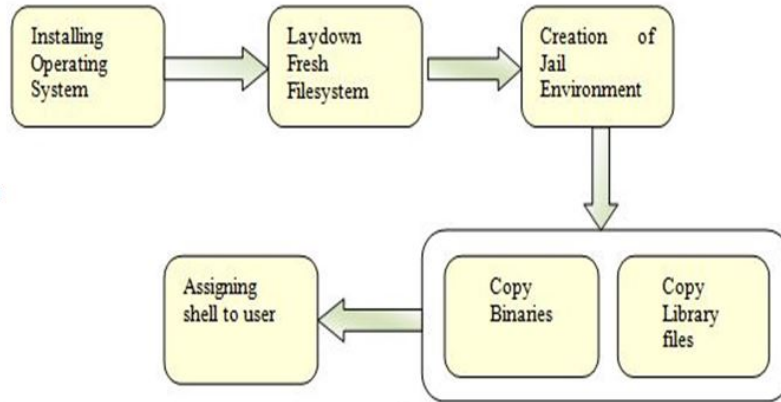 Installing
Operating
System
Laydown
Fresh
Filesystem
Creation of
Jail
Environment
Assigning
shell to user
Copy
Binaries
Copy
Library
files